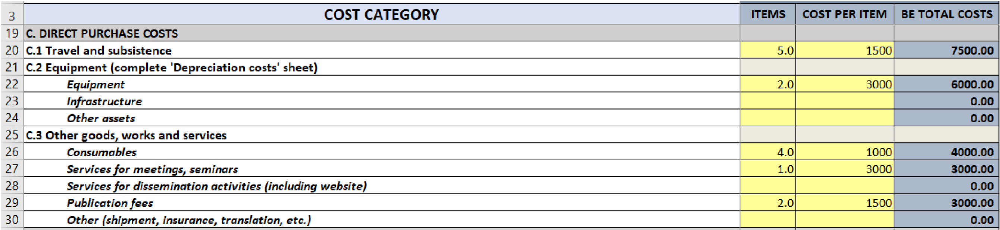 3 COST CATEGORY ITEMS COST PER ITEM BE TOTAL COSTS
19 C. DIRECT PURCHASE COSTS
20 C.1 Travel and subsistence 5.0 1500 7500.00
21 C.2 Equipment (complete 'Depreciation costs' sheet)
22 Equipment 2.0 3000 6000.00
23 Infrastructure 0.00
24 Other assets 0.00
25 C.3 Other goods, works and services
26 Consumables 4.0 1000 4000.00
27 Services for meetings, seminars 1.0 3000 3000.00
28 Services for dissemination activities (including website) 0.00
29 Publication fees 2.0 1500 3000.00
30 Other (shipment, insurance, translation, etc.) 0.00